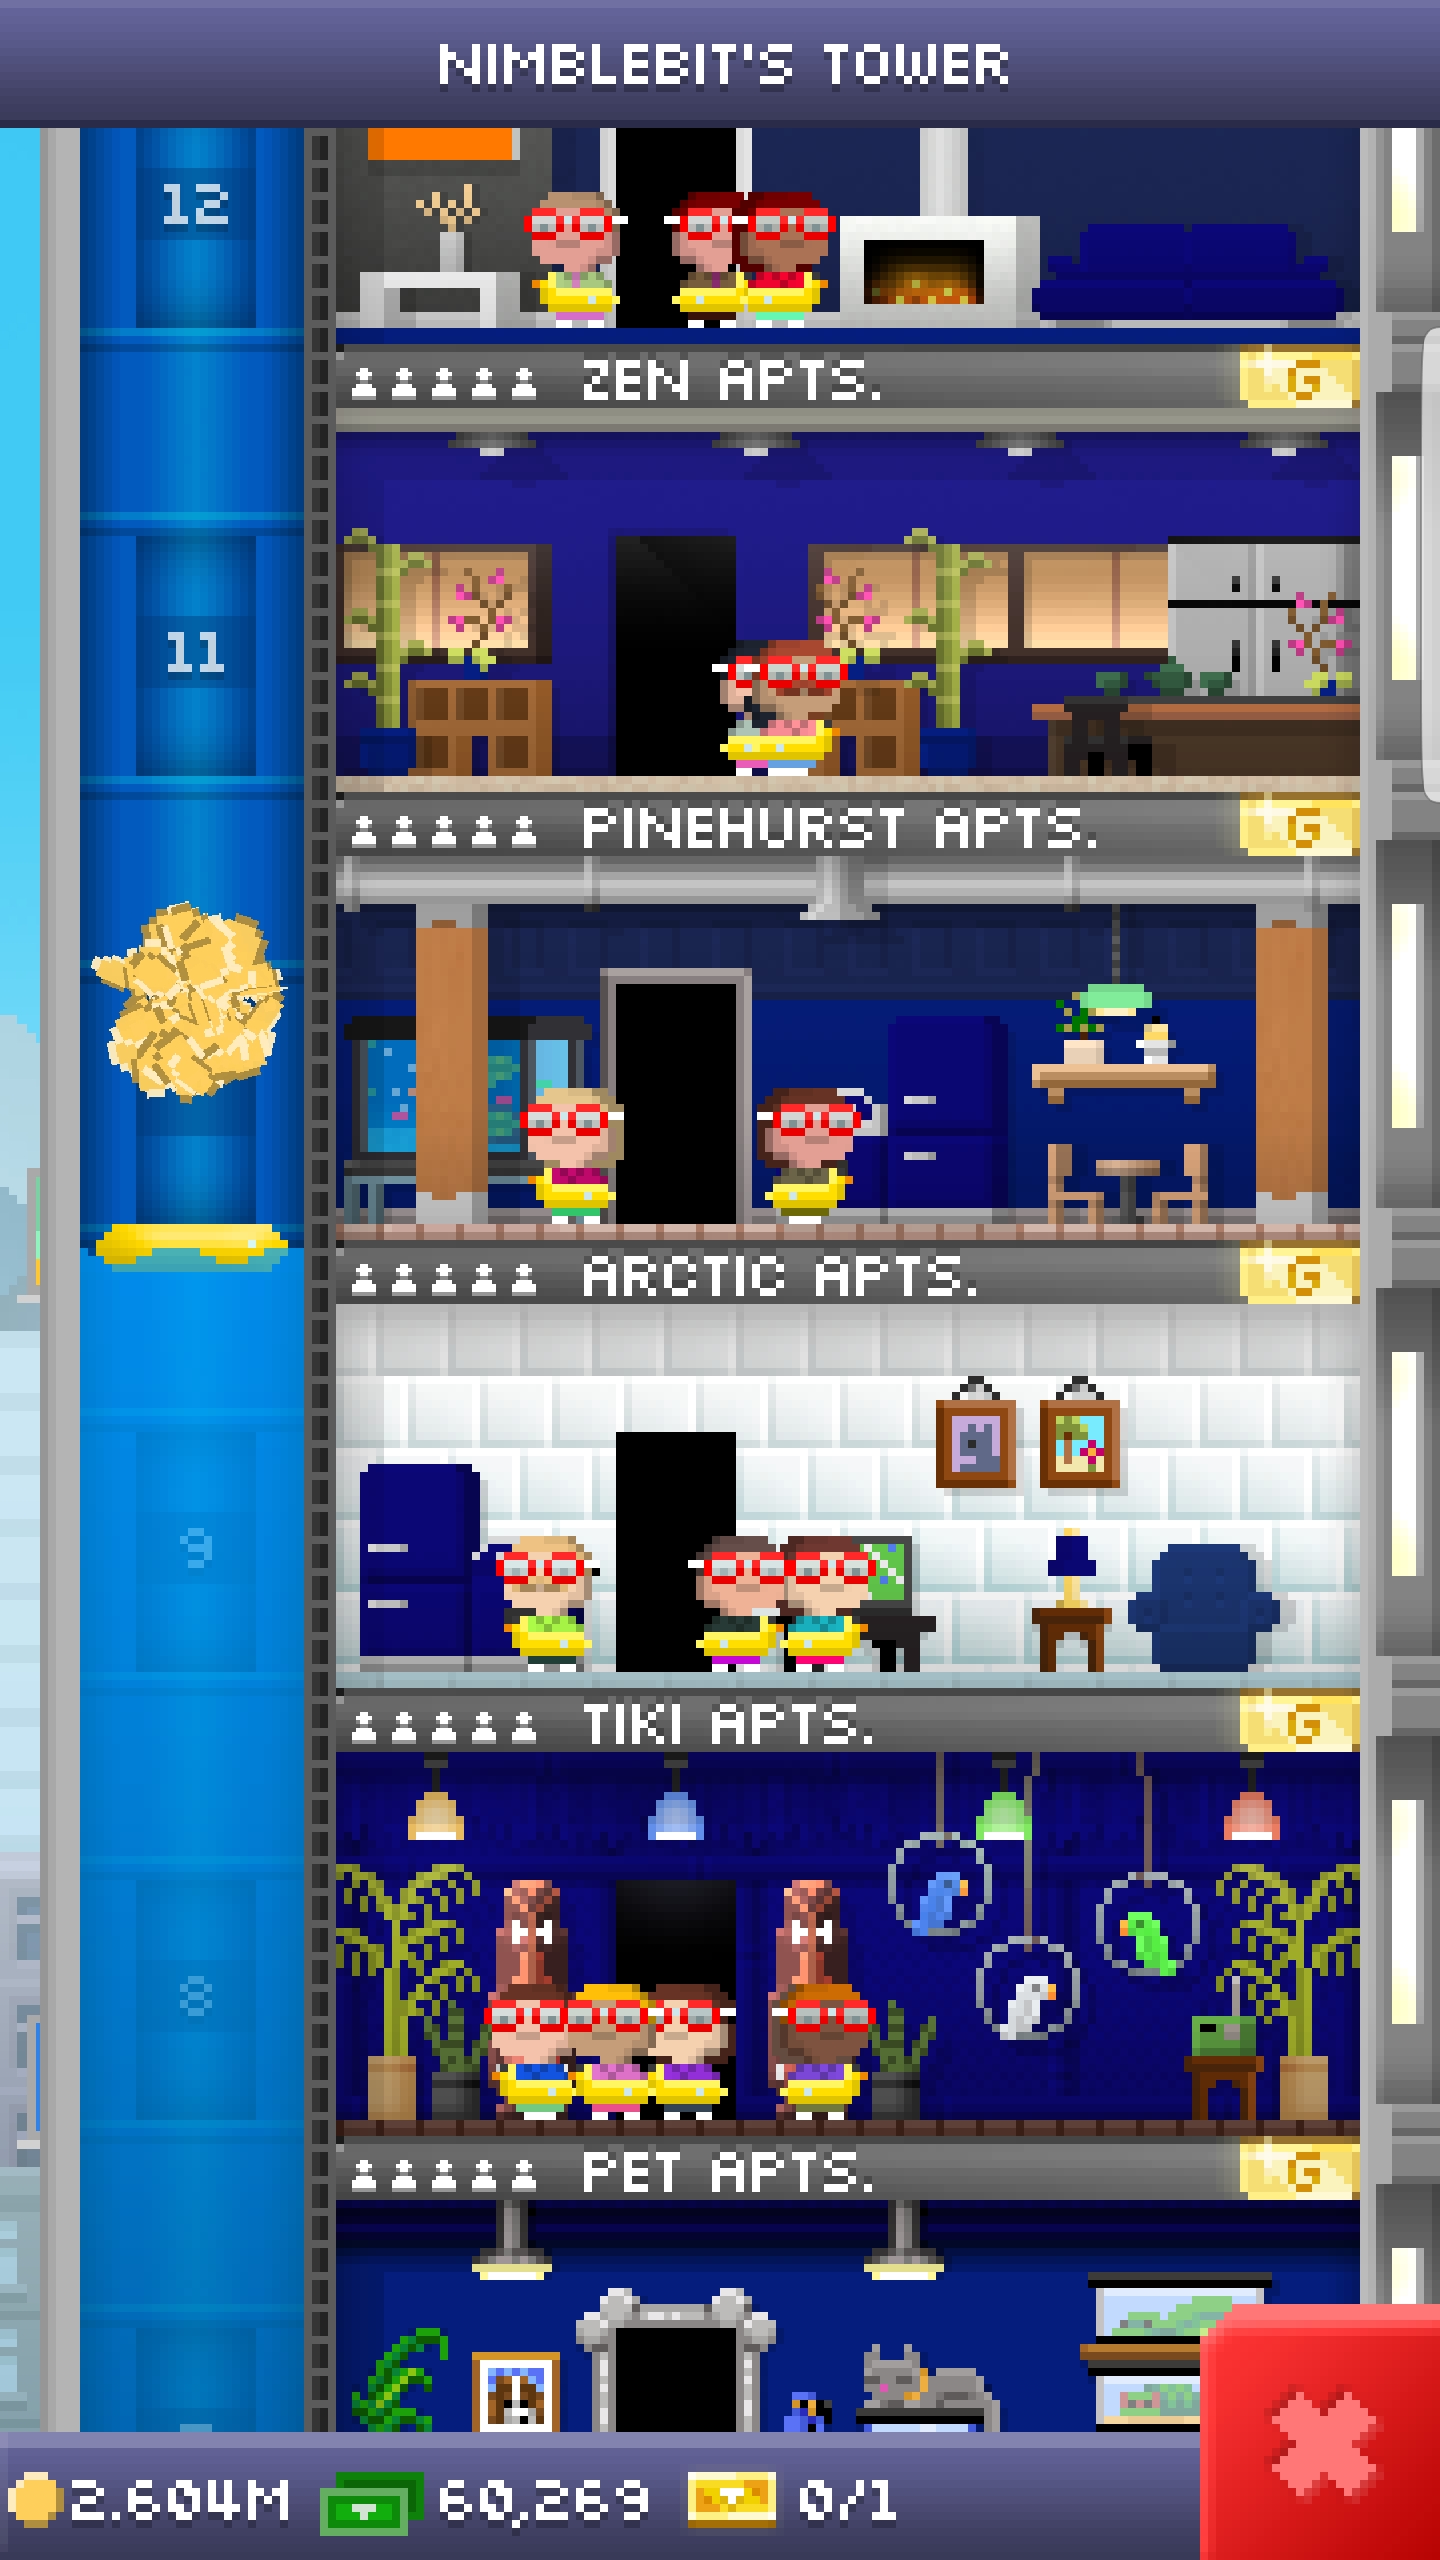 NIMBLEBIT'S TOWER
12
ZEN APTS. G
11
PINEHURST APTS. G
ARCTIC APTS. G
9
TIKI APTS. G
8
PET APTS. G
2.604M 60,269 0/1